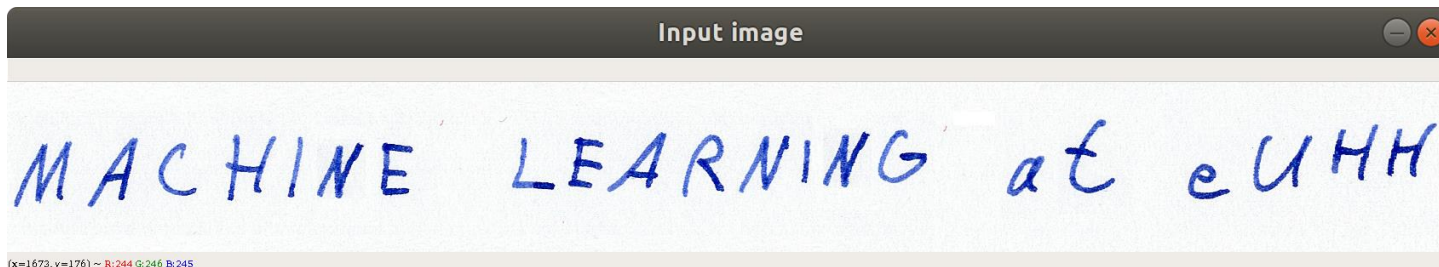 Input image
MACHINE LEARNING at eUHH
(x=1673, y=176) ~ R:244 G:246 B:245